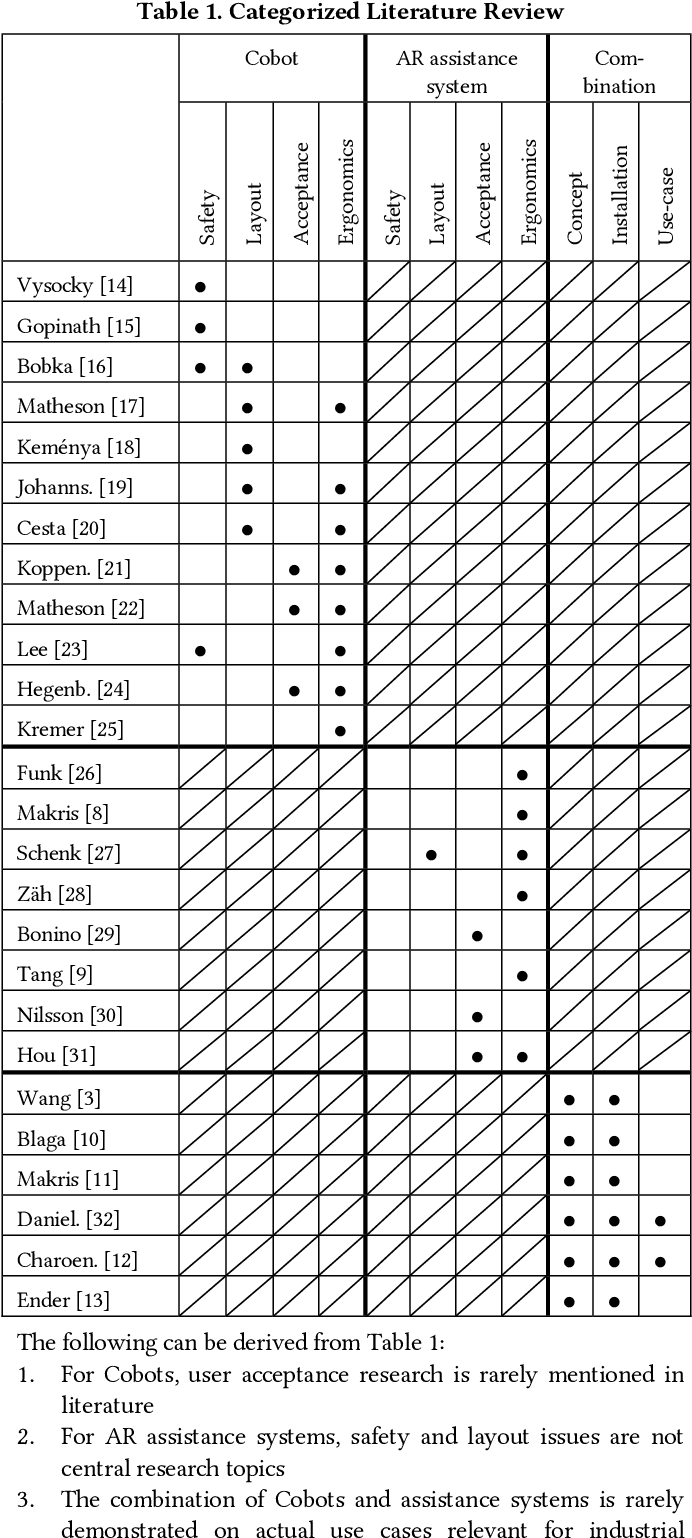 Table 1. Categorized Literature Review
Cobot
AR assistance
system
Com-
bination
Safety
Layout
Acceptance
Ergonomics
Safety
Layout
Acceptance
Ergonomics
Concept
Installation
Use-case
Vysocky [14]
Gopinath [15]
Bobka [16]
Matheson [17]
Keménya [18]
Johanns. [19]
Cesta [20]
Koppen. [21]
Matheson [22]
Lee [23]
Hegenb. [24]
Kremer [25]
Funk [26]
Makris [8]
Schenk [27]
Zäh [28]
Bonino [29]
Tang [9]
Nilsson [30]
Hou [31]
Wang [3]
Blaga [10]
Makris [11]
Daniel. [32]
Charoen. [12]
Ender [13]
The following can be derived from Table 1:
1. For Cobots, user acceptance research is rarely mentioned in
literature
2. For AR assistance systems, safety and layout issues are not
central research topics
3. The combination of Cobots and assistance systems is rarely
demonstrated on actual use cases relevant for industrial